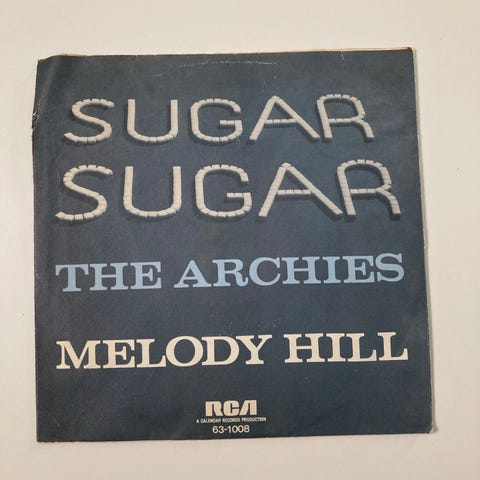 SUGAR
SUGAR
THE ARCHIES
MELODY HILL
RCA
A CALENDAR RECORDS PRODUCTION
63-1008